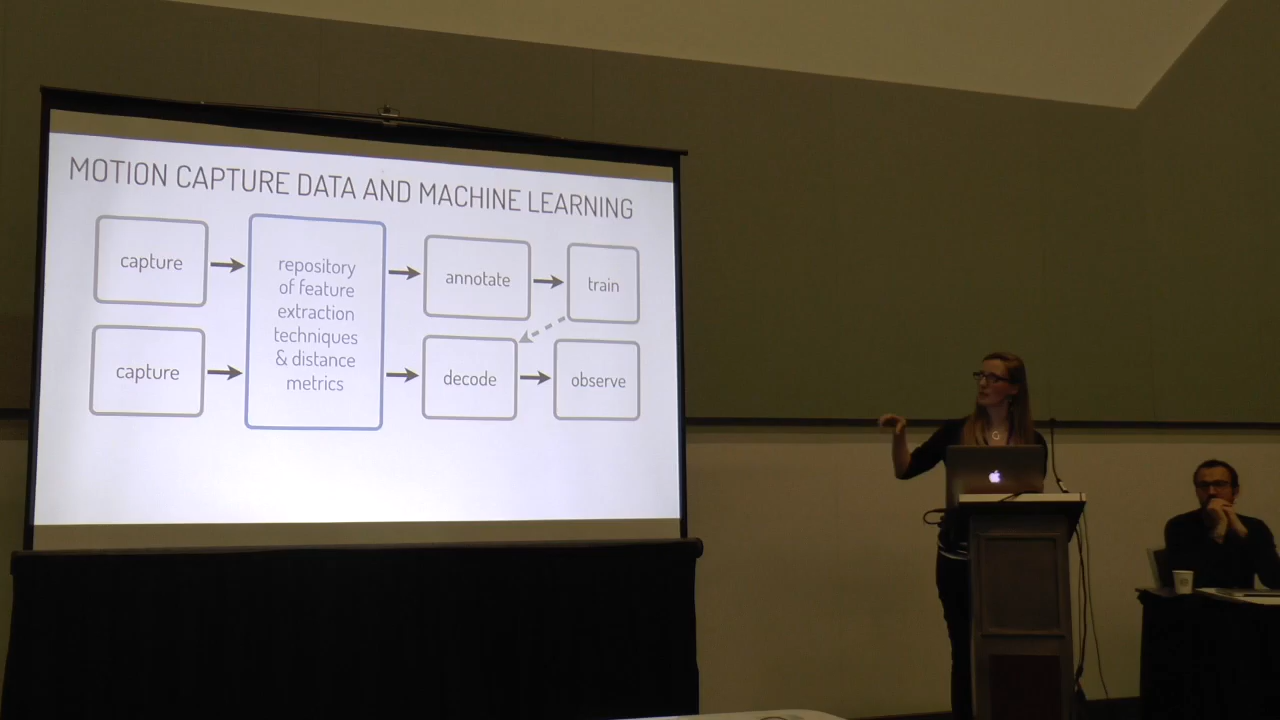 MOTION CAPTURE DATA AND MACHINE LEARNING
capture
repository
of feature
extraction
techniques
& distance
metrics
annotate
train
capture
decode
observe